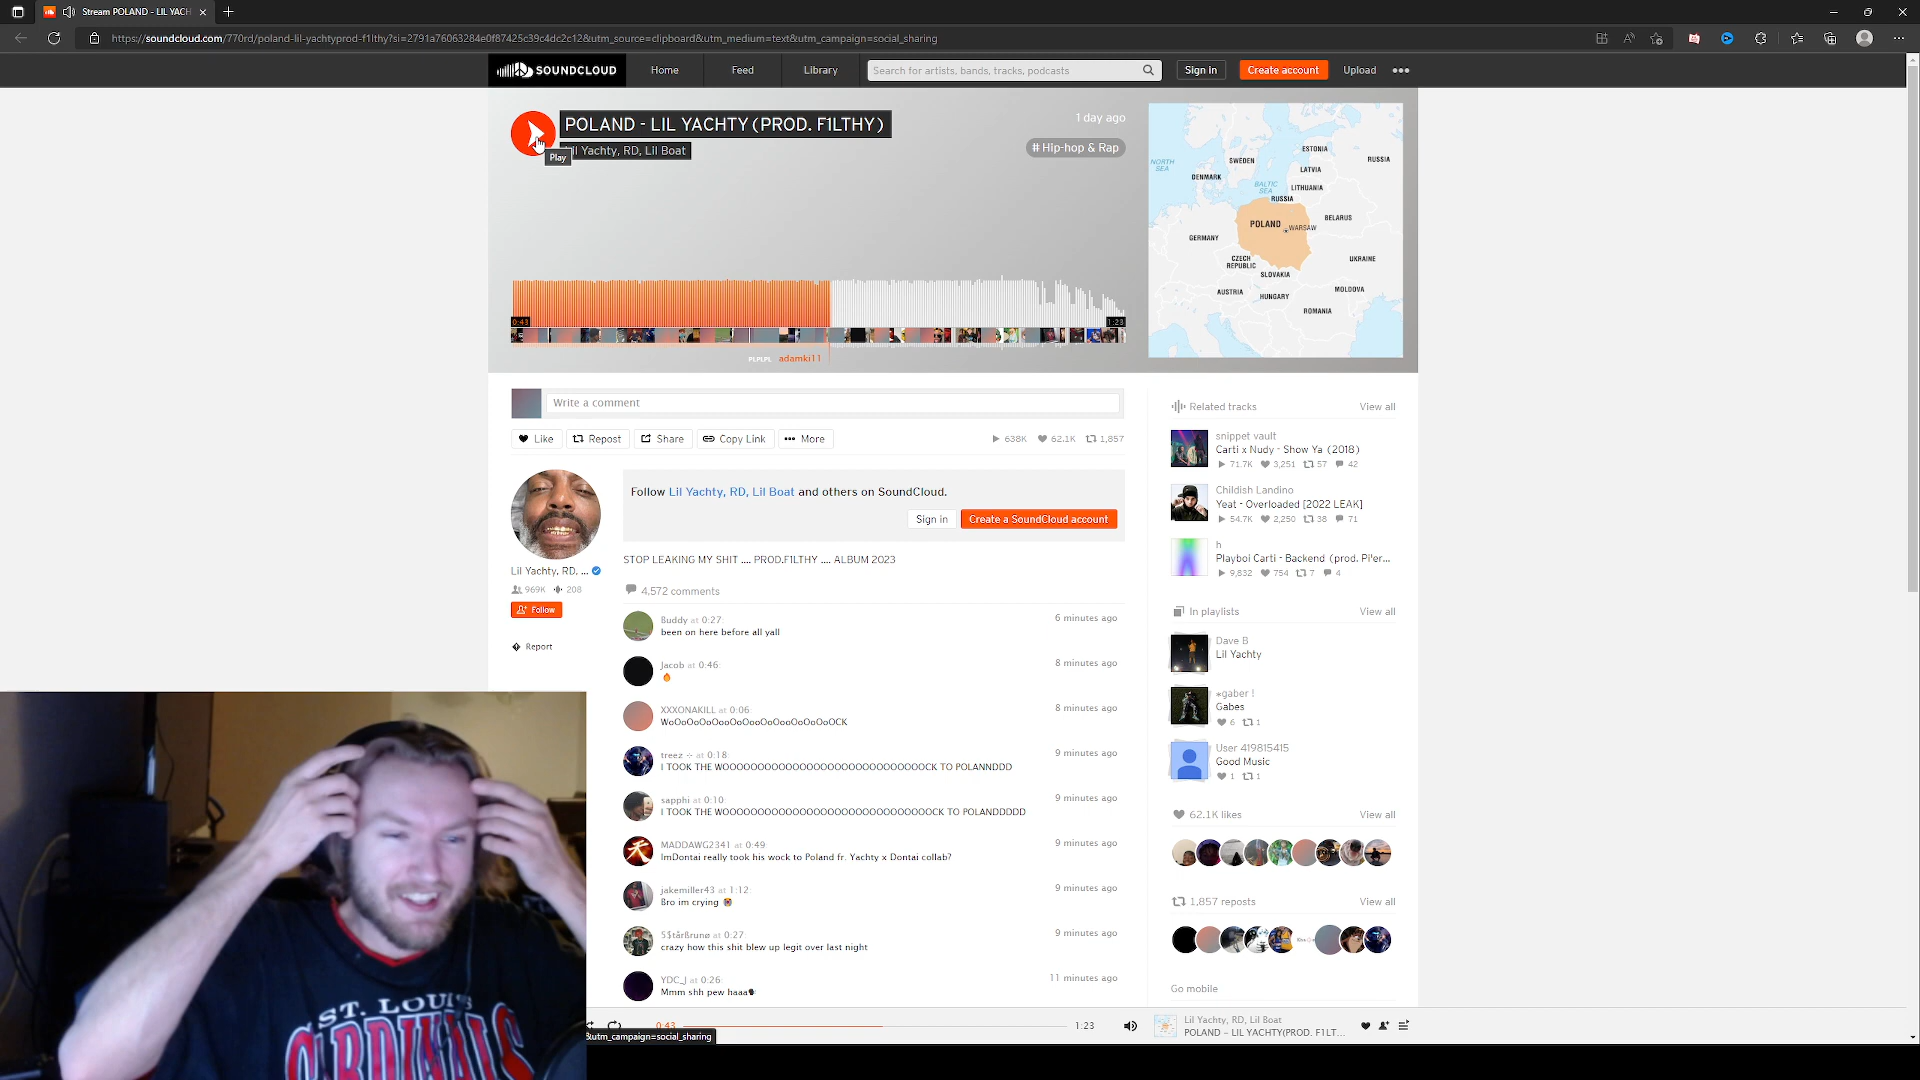 Stream POLAND - LIL YACH
https://soundcloud.com/770rd/poland-lil-yachtyprod-f1lthy?si=2791a76063284e0f87425c39c4dc2c12&utm_source=clipboard&utm_medium=text&utm_campaign=social_sharing
SOUNDCLOUD
Home
Feed
Library
Search for artists, bands, tracks, podcasts
Sign in
Create account
Upload
POLAND - LIL YACHTY(PROD. F1LTHY)
Lil Yachty, RD, Lil Boat
Play
1 day ago
# Hip-hop & Rap
0:43
1:23
PLPLPL adamki11
NORTH
SEA
SWEDEN
ESTONIA
RUSSIA
LATVIA
DENMARK
BALTIC
SEA
LITHUANIA
RUSSIA
POLAND
WARSAW
BELARUS
GERMANY
CZECH
REPUBLIC
UKRAINE
SLOVAKIA
AUSTRIA
HUNGARY
MOLDOVA
ROMANIA
Write a comment
Like
Repost
Share
Copy Link
More
638K
62.1K
1,857
Lil Yachty, RD, ...
969K
208
Follow
Report
Follow Lil Yachty, RD, Lil Boat and others on SoundCloud.
Sign in
Create a SoundCloud account
STOP LEAKING MY SHIT .... PROD.F1LTHY .... ALBUM 2023
4,572 comments
Buddy at 0:27:
6 minutes ago
been on here before all yall
Jacob at 0:46:
8 minutes ago
XXXONAKILL at 0:06:
8 minutes ago
WoOoOoOoOooOoOooOoOooOoOoOoOCK
treez ⊹ at 0:18:
9 minutes ago
I TOOK THE WOOOOOOOOOOOOOOOOOOOOOOOOOOOOOCK TO POLANNDDD
sapphi at 0:10:
9 minutes ago
I TOOK THE WOOOOOOOOOOOOOOOOOOOOOOOOOOOOOOCK TO POLANDDDDD
MADDAWG2341 at 0:49:
9 minutes ago
ImDontai really took his wock to Poland fr. Yachty x Dontai collab?
jakemiller43 at 1:12:
9 minutes ago
Bro im crying 😭
S$tårßrunø at 0:27:
9 minutes ago
crazy how this shit blew up legit over last night
YDC_J at 0:26:
11 minutes ago
Mmm shh pew haaa🗣
Related tracks
View all
snippet vault
Carti x Nudy - Show Ya (2018)
71.7K 3,251 57 42
Childish Landino
Yeat - Overloaded [2022 LEAK]
54.7K 2,250 38 71
h
Playboi Carti - Backend (prod. Pi'er...
9,832 754 7 4
In playlists
View all
Dave B
Lil Yachty
*gaber !
Gabes
6 1
User 419815415
Good Music
1 1
62.1K likes
View all
1,857 reposts
View all
Go mobile
0:43
1:23
Lil Yachty, RD, Lil Boat
POLAND - LIL YACHTY(PROD. F1LT...
&utm_campaign=social_sharing
ST. LOUIS
CARDINALS